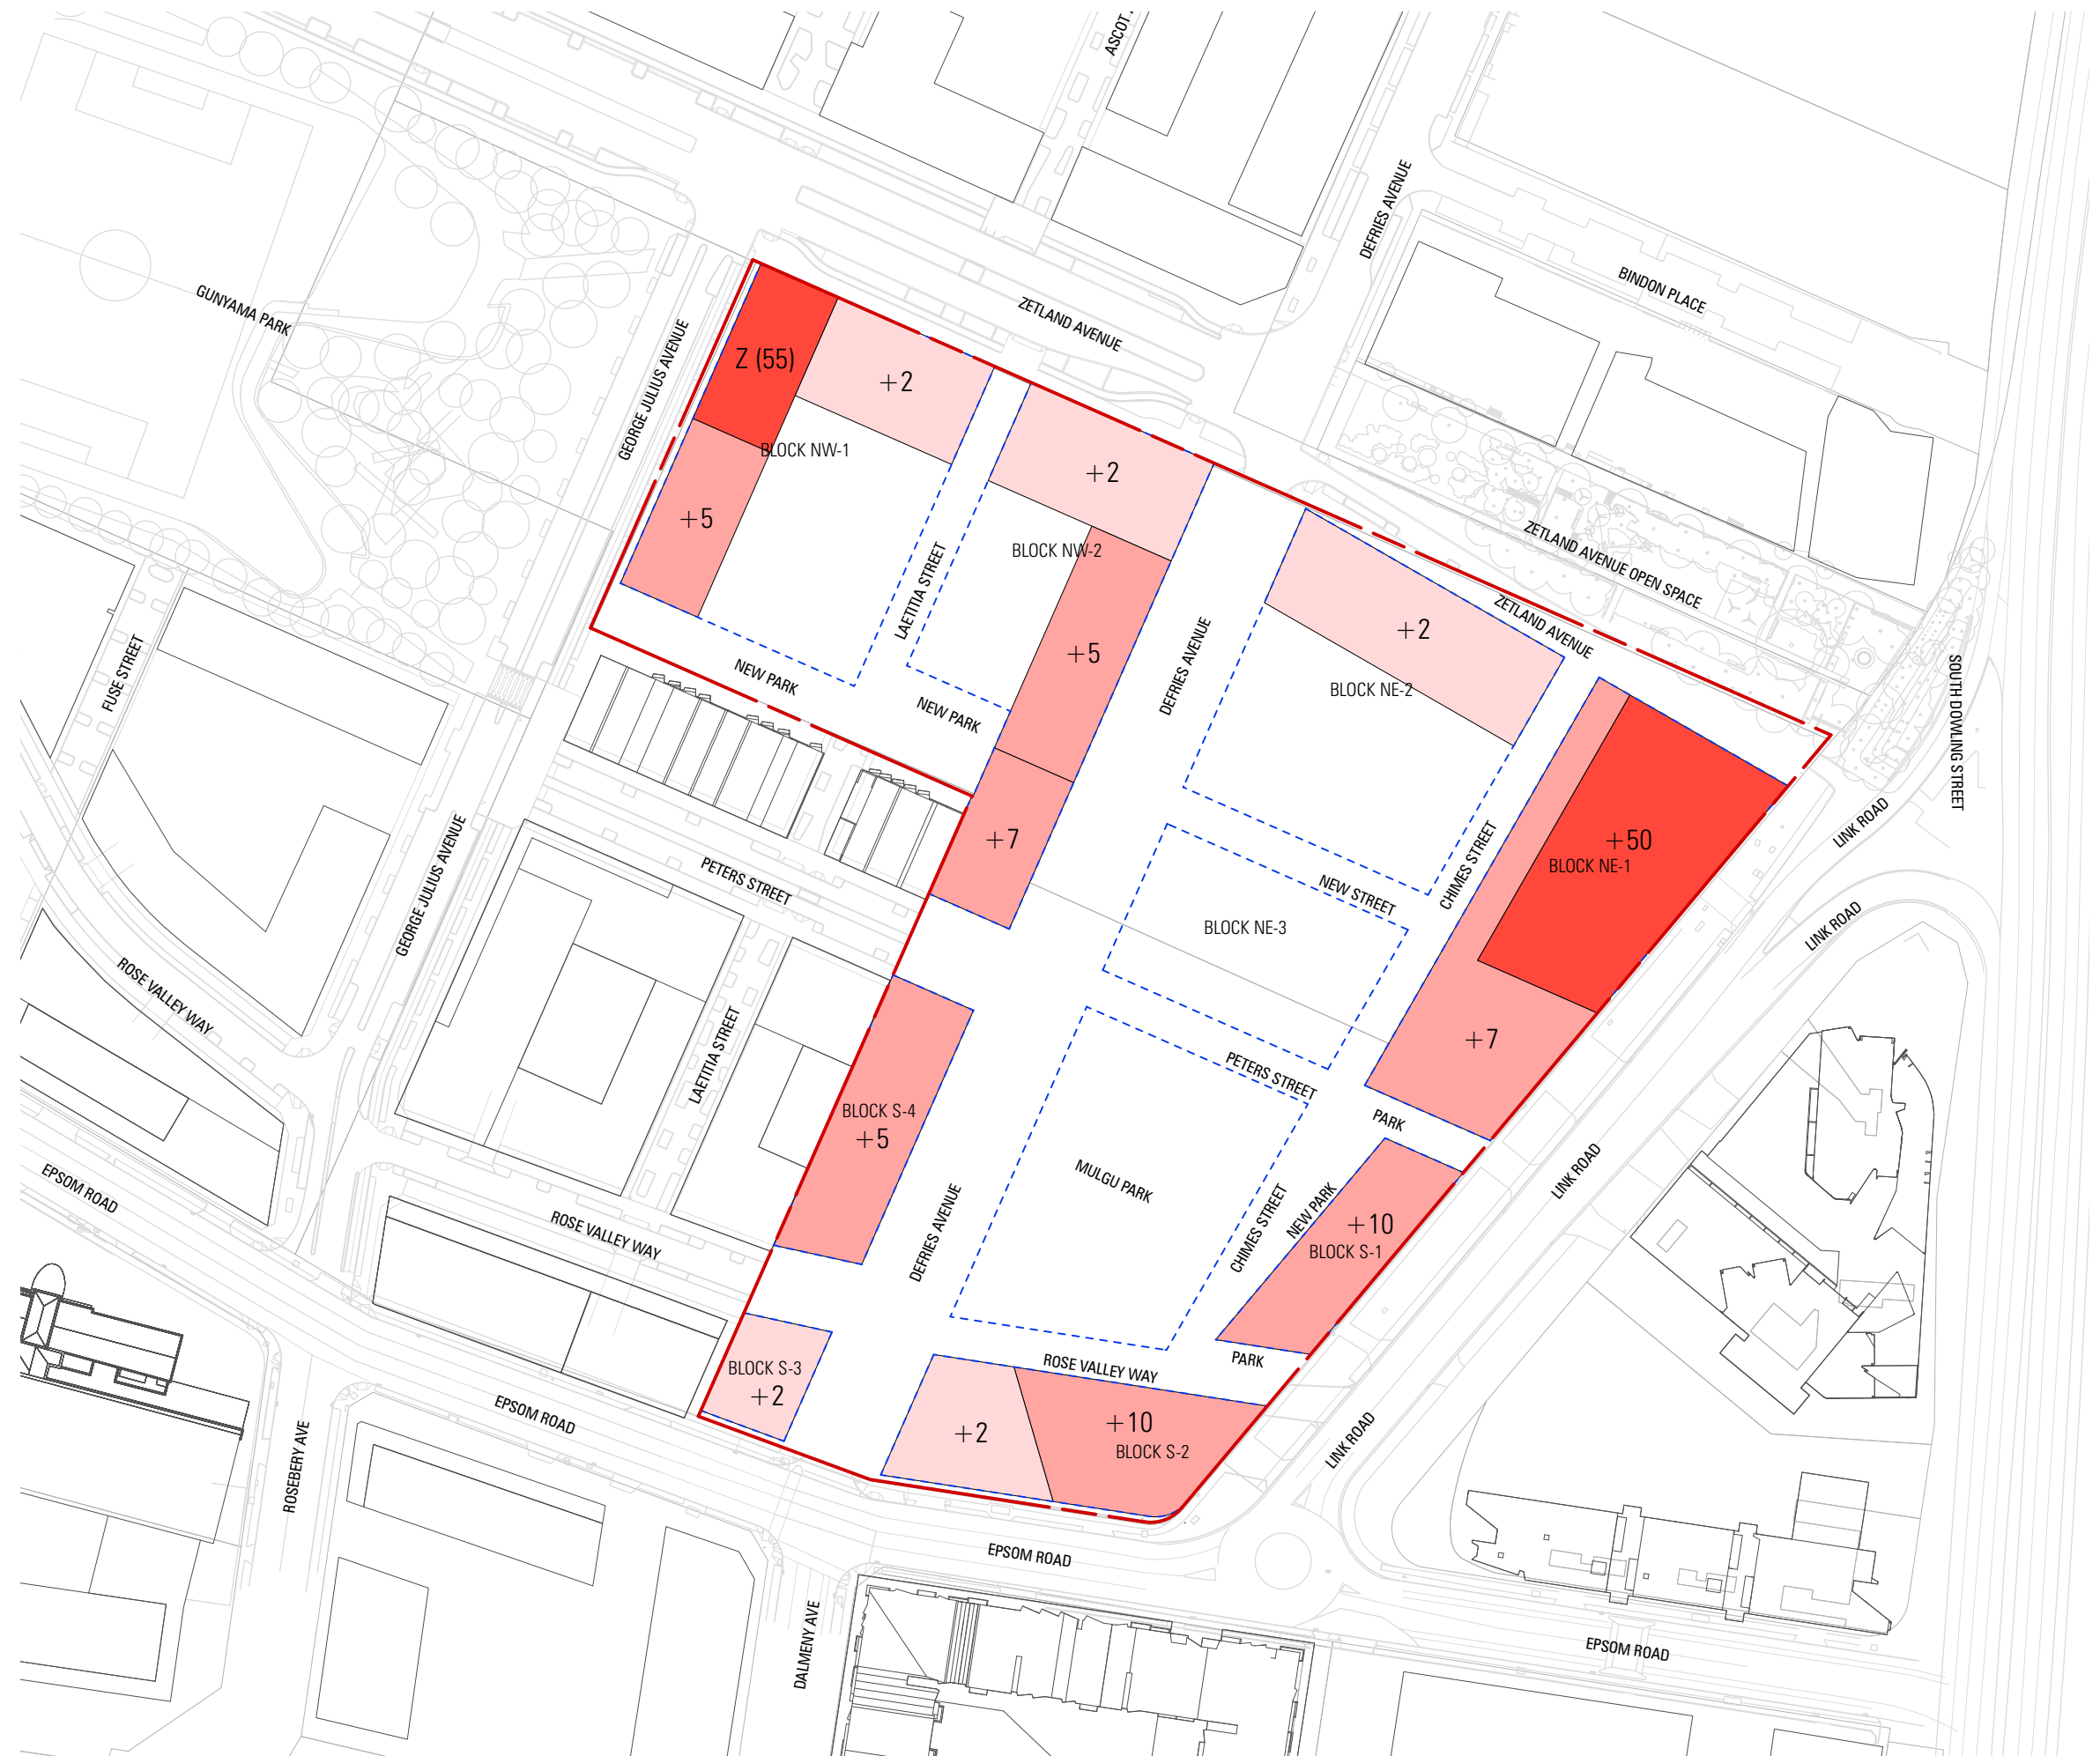 ASCOT
DEFRIES AVENUE
BINDON PLACE
GUNYAMA PARK
ZETLAND AVENUE
GEORGE JULIUS AVENUE
Z (55)
+2
BLOCK NW-1
+5
+2
BLOCK NW-2
LAETITIA STREET
ZETLAND AVENUE OPEN SPACE
ZETLAND AVENUE
+2
BLOCK NE-2
+5
DEFRIES AVENUE
FUSE STREET
NEW PARK
NEW PARK
SOUTH DOWLING STREET
LINK ROAD
+50
BLOCK NE-1
+7
CHIMES STREET
NEW STREET
PETERS STREET
GEORGE JULIUS AVENUE
LINK ROAD
BLOCK NE-3
ROSE VALLEY WAY
+7
LAETITIA STREET
PETERS STREET
BLOCK S-4
+5
PARK
LINK ROAD
MULGU PARK
EPSOM ROAD
ROSE VALLEY WAY
DEFRIES AVENUE
CHIMES STREET
NEW PARK
+10
BLOCK S-1
BLOCK S-3
+2
ROSE VALLEY WAY
PARK
EPSOM ROAD
+2
+10
BLOCK S-2
LINK ROAD
ROSEBERY AVE
EPSOM ROAD
DALMENY AVE
EPSOM ROAD